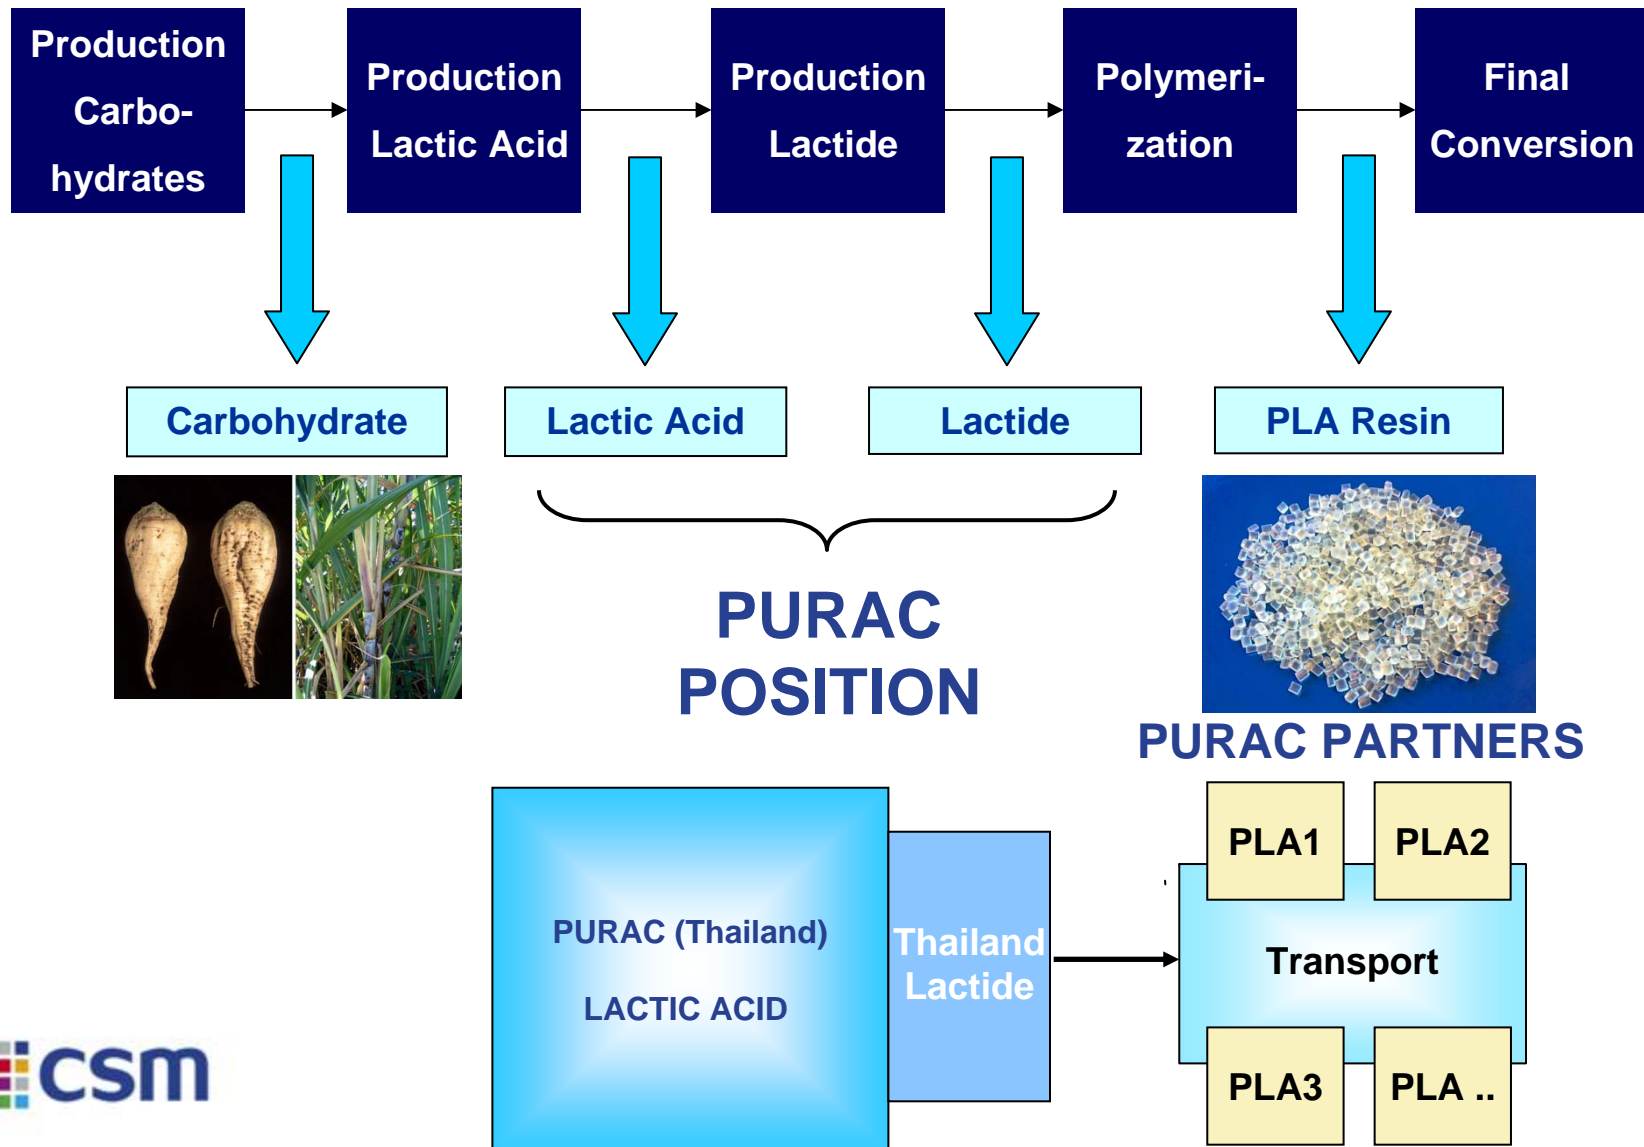 Production
Carbo-
hydrates
Production
Lactic Acid
Production
Lactide
Polymeri-
zation
Final
Conversion
Carbohydrate
Lactic Acid
Lactide
PLA Resin
PURAC
POSITION
PURAC PARTNERS
PLA1
PLA2
PURAC (Thailand)
LACTIC ACID
Thailand
Lactide
Transport
PLA3
PLA ..
csm